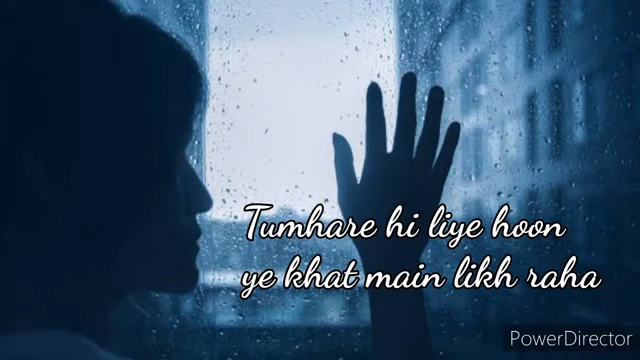 Tumhare hi liye hoon
ye khat main likh raha
PowerDirector